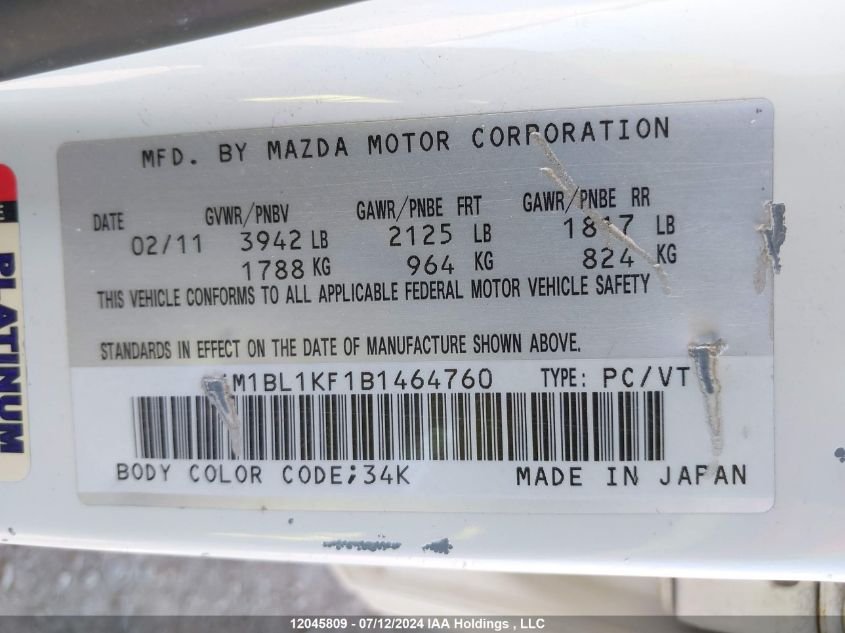 MFD. BY MAZDA MOTOR CORPORATION
DATE GVWR/PNBV GAWR/PNBE FRT GAWR/PNBE RR
02/11 3942 LB 2125 LB 1817 LB
1788 KG 964 KG 824 KG
THIS VEHICLE CONFORMS TO ALL APPLICABLE FEDERAL MOTOR VEHICLE SAFETY
STANDARDS IN EFFECT ON THE DATE OF MANUFACTURE SHOWN ABOVE.
M1BL1KF1B1464760 TYPE: PC/VT
BODY COLOR CODE;34K MADE IN JAPAN
PLATINUM
12045809 - 07/12/2024 IAA Holdings , LLC